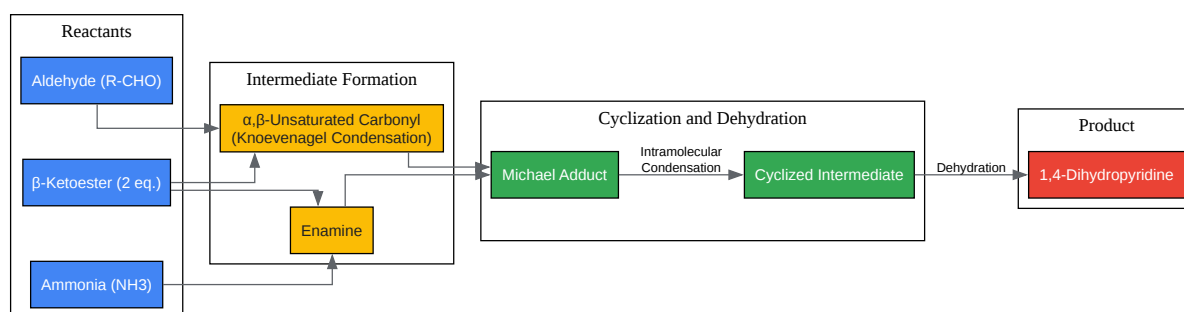 Reactants
Aldehyde (R-CHO)
β-Ketoester (2 eq.)
Ammonia (NH3)
Intermediate Formation
α,β-Unsaturated Carbonyl
(Knoevenagel Condensation)
Enamine
Cyclization and Dehydration
Michael Adduct
Intramolecular
Condensation
Cyclized Intermediate
Dehydration
Product
1,4-Dihydropyridine